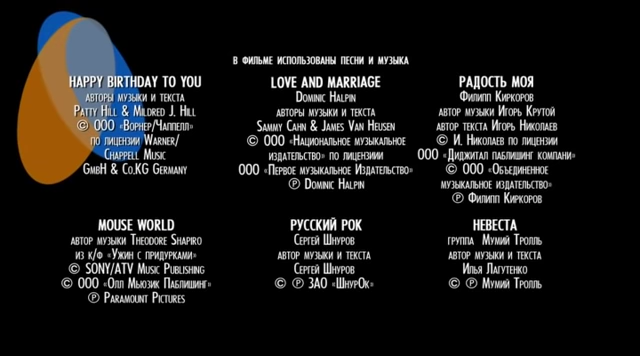 В ФИЛЬМЕ ИСПОЛЬЗОВАНЫ ПЕСНИ И МУЗЫКА
HAPPY BIRTHDAY TO YOU
АВТОРЫ МУЗЫКИ И ТЕКСТА
PATTY HILL & MILDRED J. HILL
© ООО «ВОРНЕР/ЧАППЕЛЛ»
ПО ЛИЦЕНЗИИ WARNER/
CHAPPELL MUSIC
GMBH & CO.KG GERMANY
LOVE AND MARRIAGE
DOMINIC HALPIN
АВТОРЫ МУЗЫКИ И ТЕКСТА
SAMMY CAHN & JAMES VAN HEUSEN
© ООО «НАЦИОНАЛЬНОЕ МУЗЫКАЛЬНОЕ
ИЗДАТЕЛЬСТВО» ПО ЛИЦЕНЗИИИ
ООО «ПЕРВОЕ МУЗЫКАЛЬНОЕ ИЗДАТЕЛЬСТВО»
℗ DOMINIC HALPIN
РАДОСТЬ МОЯ
ФИЛИПП КИРКОРОВ
АВТОР МУЗЫКИ ИГОРЬ КРУТОЙ
АВТОР ТЕКСТА ИГОРЬ НИКОЛАЕВ
© И. НИКОЛАЕВ ПО ЛИЦЕНЗИИ
ООО «ДИДЖИТАЛ ПАБЛИШИНГ КОМПАНИ»
© ООО «ОБЪЕДИНЕННОЕ
МУЗЫКАЛЬНОЕ ИЗДАТЕЛЬСТВО»
℗ ФИЛИПП КИРКОРОВ
MOUSE WORLD
АВТОР МУЗЫКИ THEODORE SHAPIRO
ИЗ К/Ф «УЖИН С ПРИДУРКАМИ»
© SONY/ATV MUSIC PUBLISHING
© ООО «ОЛЛ МЬЮЗИК ПАБЛИШИНГ»
℗ PARAMOUNT PICTURES
РУССКИЙ РОК
СЕРГЕЙ ШНУРОВ
АВТОР МУЗЫКИ И ТЕКСТА
СЕРГЕЙ ШНУРОВ
© ℗ ЗАО «ШНУРОК»
НЕВЕСТА
ГРУППА МУМИЙ ТРОЛЛЬ
АВТОР МУЗЫКИ И ТЕКСТА
ИЛЬЯ ЛАГУТЕНКО
© ℗ МУМИЙ ТРОЛЛЬ